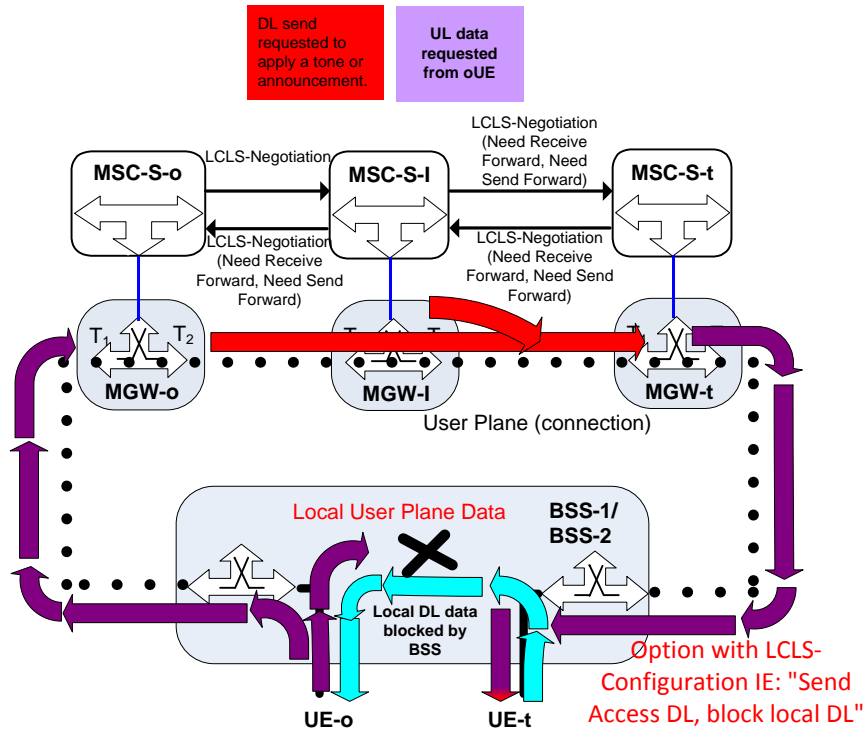 DL send
requested to
apply a tone or
announcement.
UL data
requested
from oUE
LCLS-Negotiation
(Need Receive
Forward, Need
Send Forward)
LCLS-Negotiation
MSC-S-o
MSC-S-I
MSC-S-t
LCLS-Negotiation
(Need Receive
Forward, Need Send
Forward)
LCLS-Negotiation
(Need Receive
Forward, Need Send
Forward)
T1
T2
T
T
T
MGW-o
MGW-I
MGW-t
User Plane (connection)
Local User Plane Data
BSS-1/
BSS-2
Local DL data
blocked by
BSS
Option with LCLS-
Configuration IE: "Send
Access DL, block local DL"
UE-o
UE-t